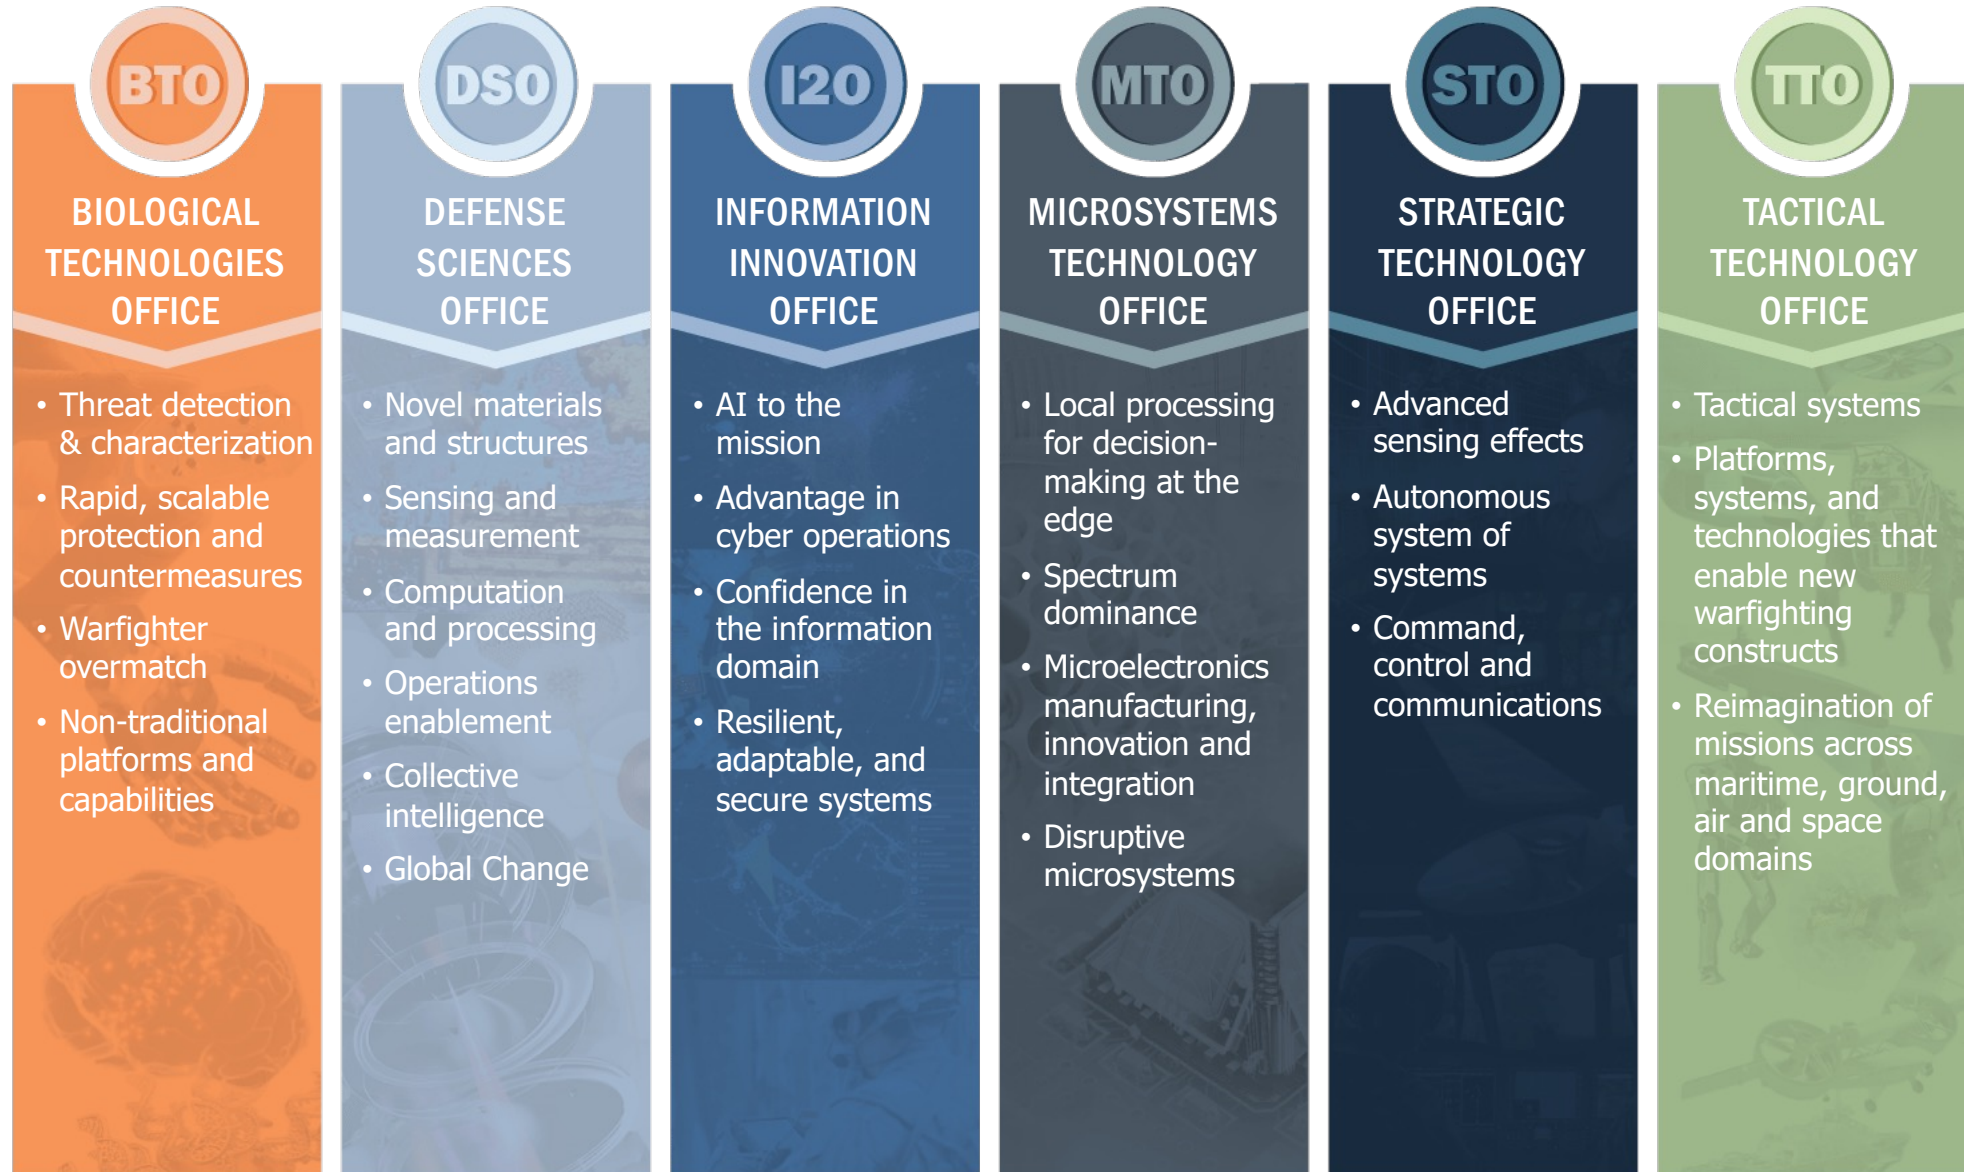 BTO
BIOLOGICAL
TECHNOLOGIES
OFFICE
• Threat detection
& characterization
• Rapid, scalable
protection and
countermeasures
• Warfighter
overmatch
• Non-traditional
platforms and
capabilities
DSO
DEFENSE
SCIENCES
OFFICE
• Novel materials
and structures
• Sensing and
measurement
• Computation
and processing
• Operations
enablement
• Collective
intelligence
• Global Change
I2O
INFORMATION
INNOVATION
OFFICE
• AI to the
mission
• Advantage in
cyber operations
• Confidence in
the information
domain
• Resilient,
adaptable, and
secure systems
MTO
MICROSYSTEMS
TECHNOLOGY
OFFICE
• Local processing
for decision-
making at the
edge
• Spectrum
dominance
• Microelectronics
manufacturing,
innovation and
integration
• Disruptive
microsystems
STO
STRATEGIC
TECHNOLOGY
OFFICE
• Advanced
sensing effects
• Autonomous
system of
systems
• Command,
control and
communications
TTO
TACTICAL
TECHNOLOGY
OFFICE
• Tactical systems
• Platforms,
systems, and
technologies that
enable new
warfighting
constructs
• Reimagination of
missions across
maritime, ground,
air and space
domains